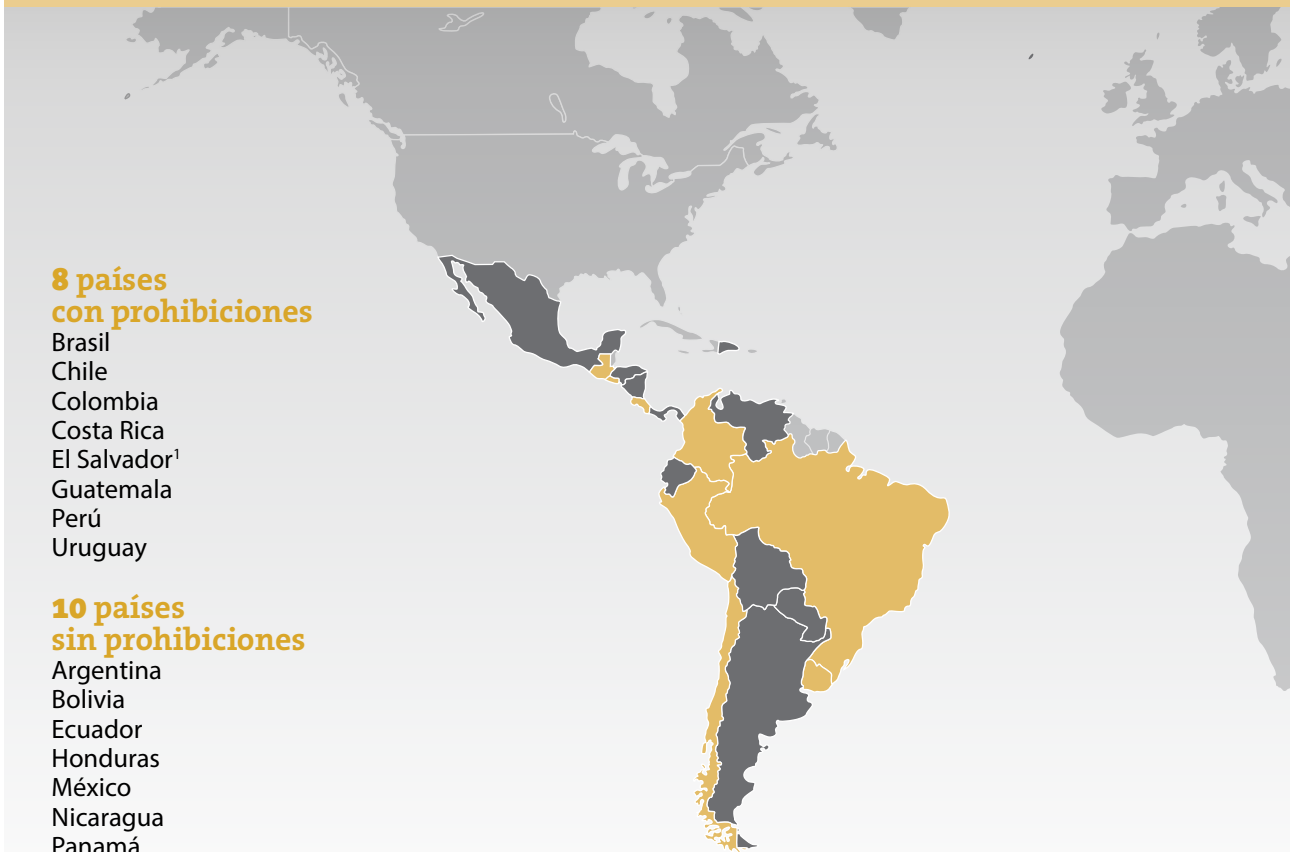 8 países
con prohibiciones
Brasil
Chile
Colombia
Costa Rica
El Salvador¹
Guatemala
Perú
Uruguay
10 países
sin prohibiciones
Argentina
Bolivia
Ecuador
Honduras
México
Nicaragua
Panamá